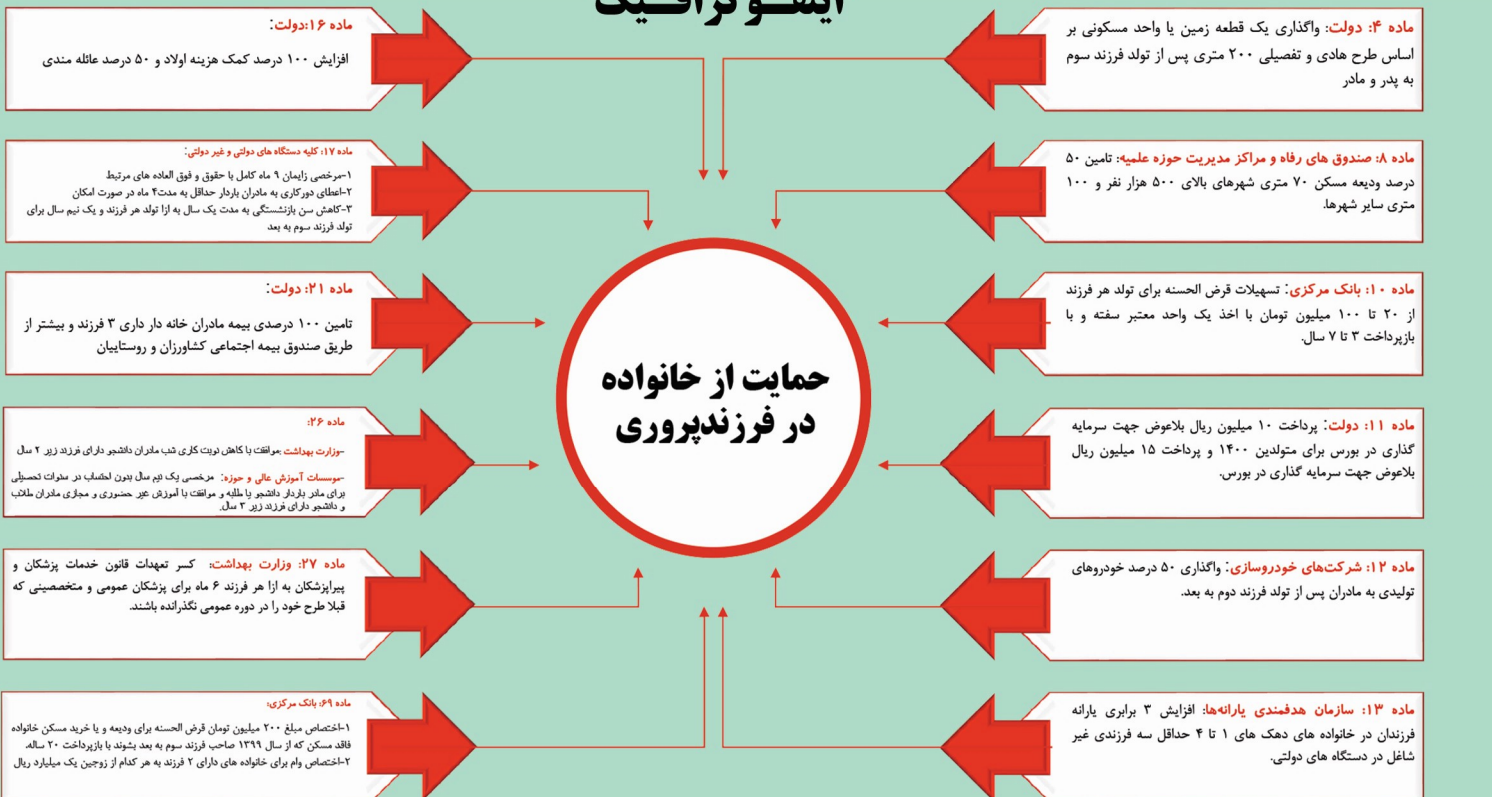 اینفـوگرافـیک
ماده ۴: دولت: واگذاری یک قطعه زمین یا واحد مسکونی بر
اساس طرح هادی و تفصیلی ۲۰۰ متری پس از تولد فرزند سوم
به پدر و مادر
ماده ۸: صندوق های رفاه و مراکز مدیریت حوزه علمیه: تامین ۵۰
درصد ودیعه مسکن ۷۰ متری شهرهای بالای ۵۰۰ هزار نفر و ۱۰۰
متری سایر شهرها.
ماده ۱۰: بانک مرکزی: تسهیلات قرض الحسنه برای تولد هر فرزند
از ۲۰ تا ۱۰۰ میلیون تومان با اخذ یک واحد معتبر سفته و با
بازپرداخت ۳ تا ۷ سال.
ماده ۱۱: دولت: پرداخت ۱۰ میلیون ریال بلاعوض جهت سرمایه
گذاری در بورس برای متولدین ۱۴۰۰ و پرداخت ۱۵ میلیون ریال
بلاعوض جهت سرمایه گذاری در بورس.
ماده ۱۲: شرکت‌های خودروسازی: واگذاری ۵۰ درصد خودروهای
تولیدی به مادران پس از تولد فرزند دوم به بعد.
ماده ۱۳: سازمان هدفمندی یارانه‌ها: افزایش ۳ برابری یارانه
فرزندان در خانواده های دهک های ۱ تا ۴ حداقل سه فرزندی غیر
شاغل در دستگاه های دولتی.
حمایت از خانواده
در فرزندپروری
ماده ۱۶:دولت:
افزایش ۱۰۰ درصد کمک هزینه اولاد و ۵۰ درصد عائله مندی
ماده ۱۷: کلیه دستگاه های دولتی و غیر دولتی:
۱-مرخصی زایمان ۹ ماه کامل با حقوق و فوق العاده های مرتبط
۲-اعطای دورکاری به مادران باردار حداقل به مدت۴ ماه در صورت امکان
۳-کاهش سن بازنشستگی به مدت یک سال به ازا تولد هر فرزند و یک نیم سال برای
تولد فرزند سوم به بعد
ماده ۲۱: دولت:
تامین ۱۰۰ درصدی بیمه مادران خانه دار داری ۳ فرزند و بیشتر از
طریق صندوق بیمه اجتماعی کشاورزان و روستاییان
ماده ۲۶:
-وزارت بهداشت :موافقت با کاهش نوبت کاری شب مادران دانشجو دارای فرزند زیر ۲ سال
-موسسات آموزش عالی و حوزه: مرخصی یک نیم سال بدون احتساب در سنوات تحصیلی
برای مادر باردار دانشجو یا طلبه و موافقت با آموزش غیر حضوری و مجازی مادران طلاب
و دانشجو دارای فرزند زیر ۳ سال.
ماده ۲۷: وزارت بهداشت: کسر تعهدات قانون خدمات پزشکان و
پیراپزشکان به ازا هر فرزند ۶ ماه برای پزشکان عمومی و متخصصینی که
قبلا طرح خود را در دوره عمومی نگذرانده باشند.
ماده ۶۹: بانک مرکزی:
۱-اختصاص مبلغ ۲۰۰ میلیون تومان قرض الحسنه برای ودیعه و یا خرید مسکن خانواده
فاقد مسکن که از سال ۱۳۹۹ صاحب فرزند سوم به بعد بشوند با بازپرداخت ۲۰ ساله.
۲-اختصاص وام برای خانواده های دارای ۲ فرزند به هر کدام از زوجین یک میلیارد ریال